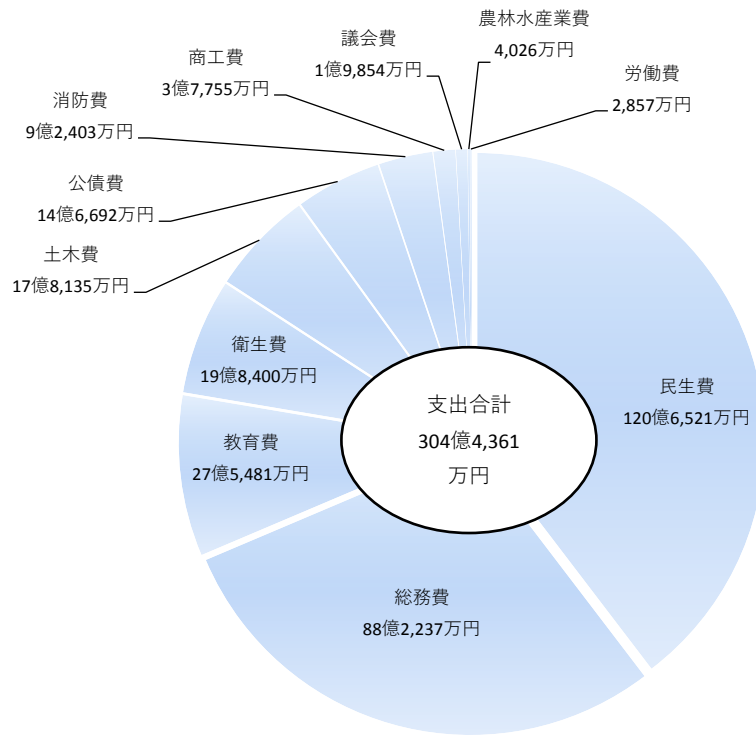 農林水産業費
4,026万円
議会費
1億9,854万円
商工費
3億7,755万円
労働費
2,857万円
消防費
9億2,403万円
公債費
14億6,692万円
土木費
17億8,135万円
衛生費
19億8,400万円
教育費
27億5,481万円
支出合計
304億4,361
万円
民生費
120億6,521万円
総務費
88億2,237万円